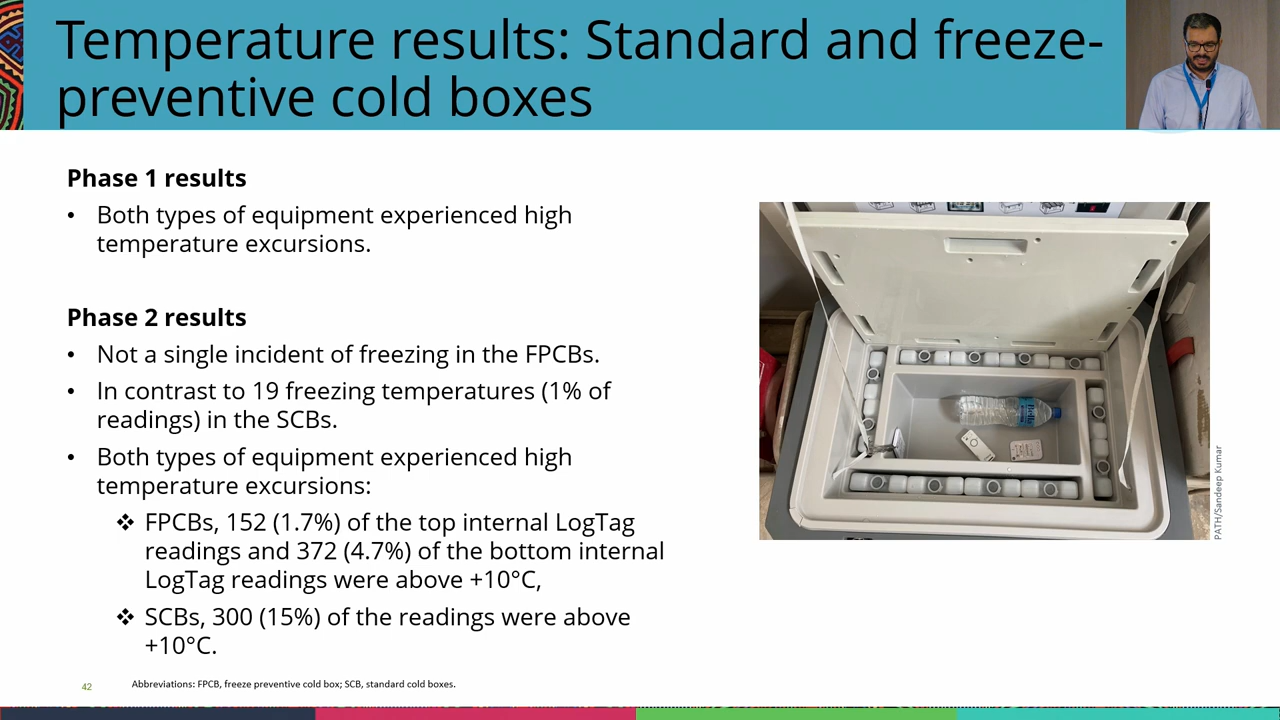 Temperature results: Standard and freeze-
preventive cold boxes
Phase 1 results
• Both types of equipment experienced high
temperature excursions.
Phase 2 results
• Not a single incident of freezing in the FPCBs.
• In contrast to 19 freezing temperatures (1% of
readings) in the SCBs.
• Both types of equipment experienced high
temperature excursions:
❖ FPCBs, 152 (1.7%) of the top internal LogTag
readings and 372 (4.7%) of the bottom internal
LogTag readings were above +10°C,
❖ SCBs, 300 (15%) of the readings were above
+10°C.
PATH/Sandeep Kumar
42
Abbreviations: FPCB, freeze preventive cold box; SCB, standard cold boxes.